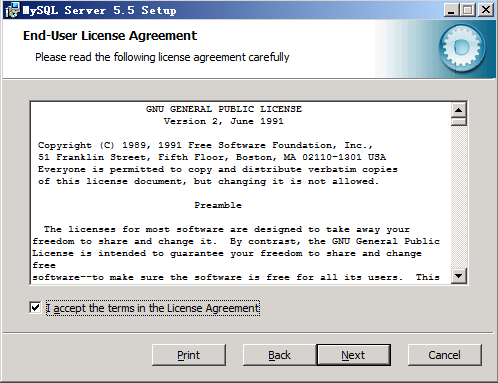 MySQL Server 5.5 Setup
End-User License Agreement
Please read the following license agreement carefully
GNU GENERAL PUBLIC LICENSE
Version 2, June 1991
Copyright (C) 1989, 1991 Free Software Foundation, Inc.,
51 Franklin Street, Fifth Floor, Boston, MA 02110-1301 USA
Everyone is permitted to copy and distribute verbatim copies
of this license document, but changing it is not allowed.
Preamble
The licenses for most software are designed to take away your
freedom to share and change it.  By contrast, the GNU General Public
License is intended to guarantee your freedom to share and change
free
software--to make sure the software is free for all its users.  This
I accept the terms in the License Agreement
Print Back Next Cancel